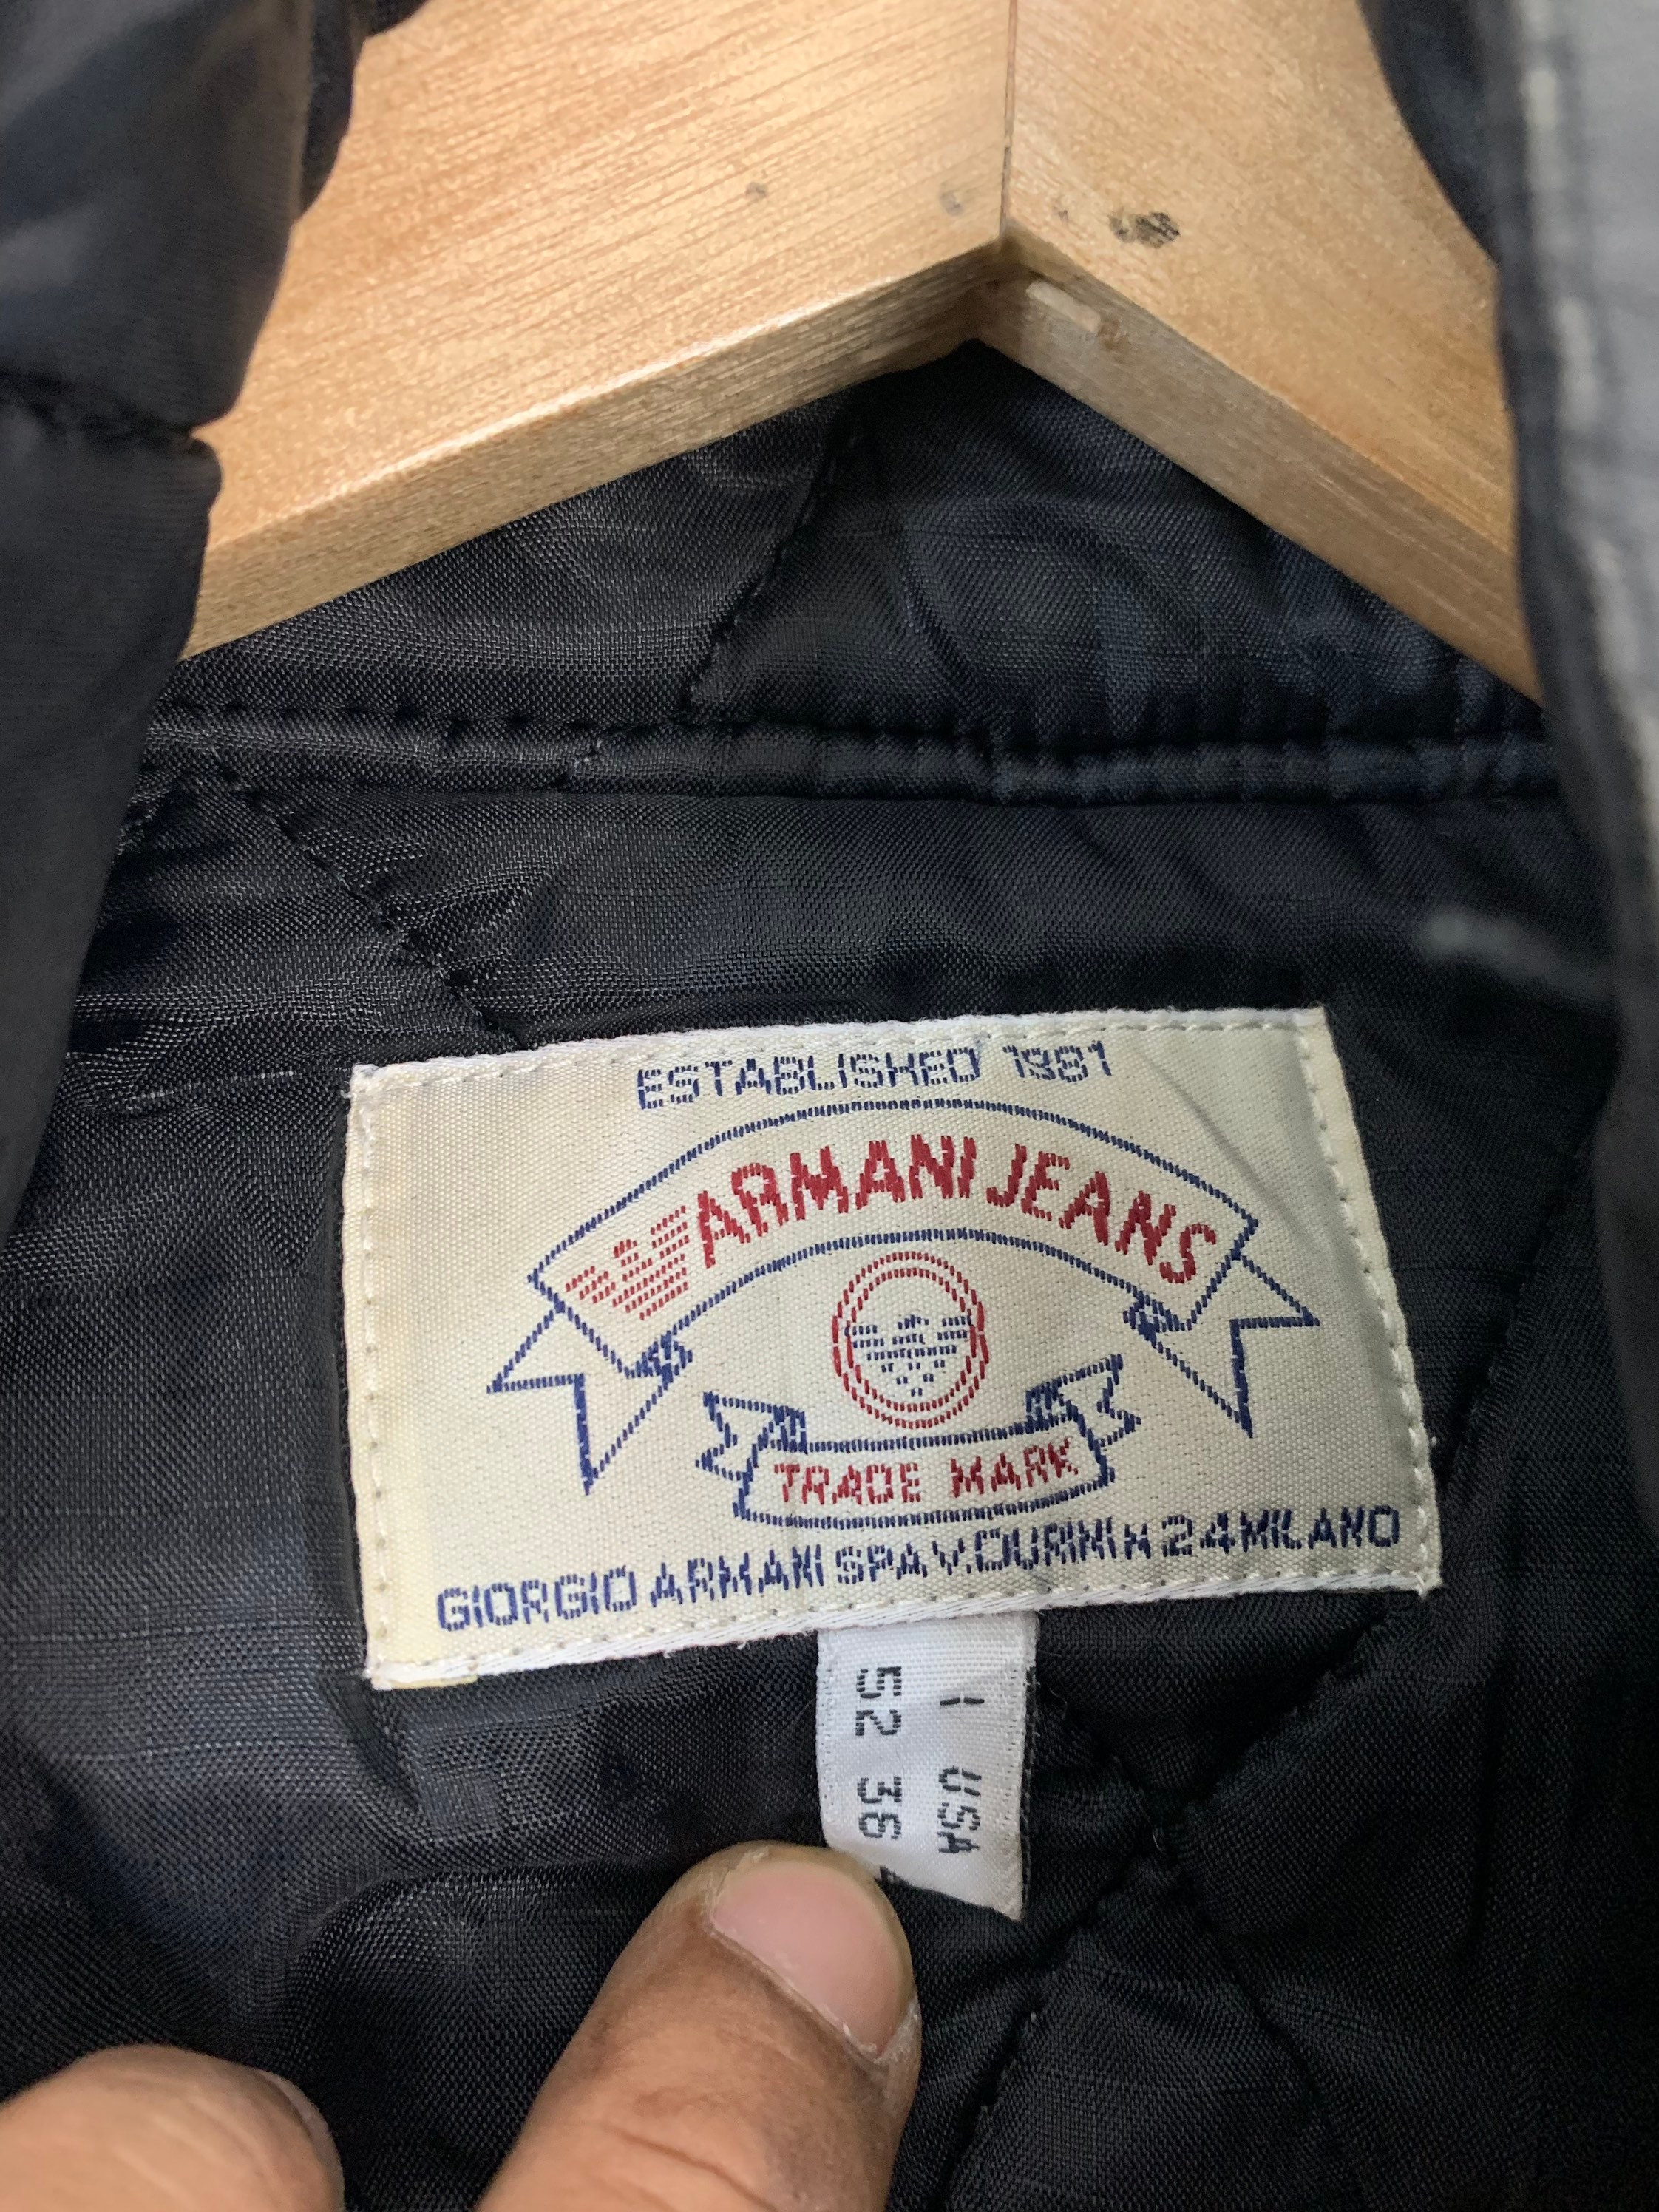 ESTABLISHED 1981
ARMANI JEANS
TRADE MARK
GIORGIO ARMANI SPA V.DURINI N 24 MILANO
I USA
52 36